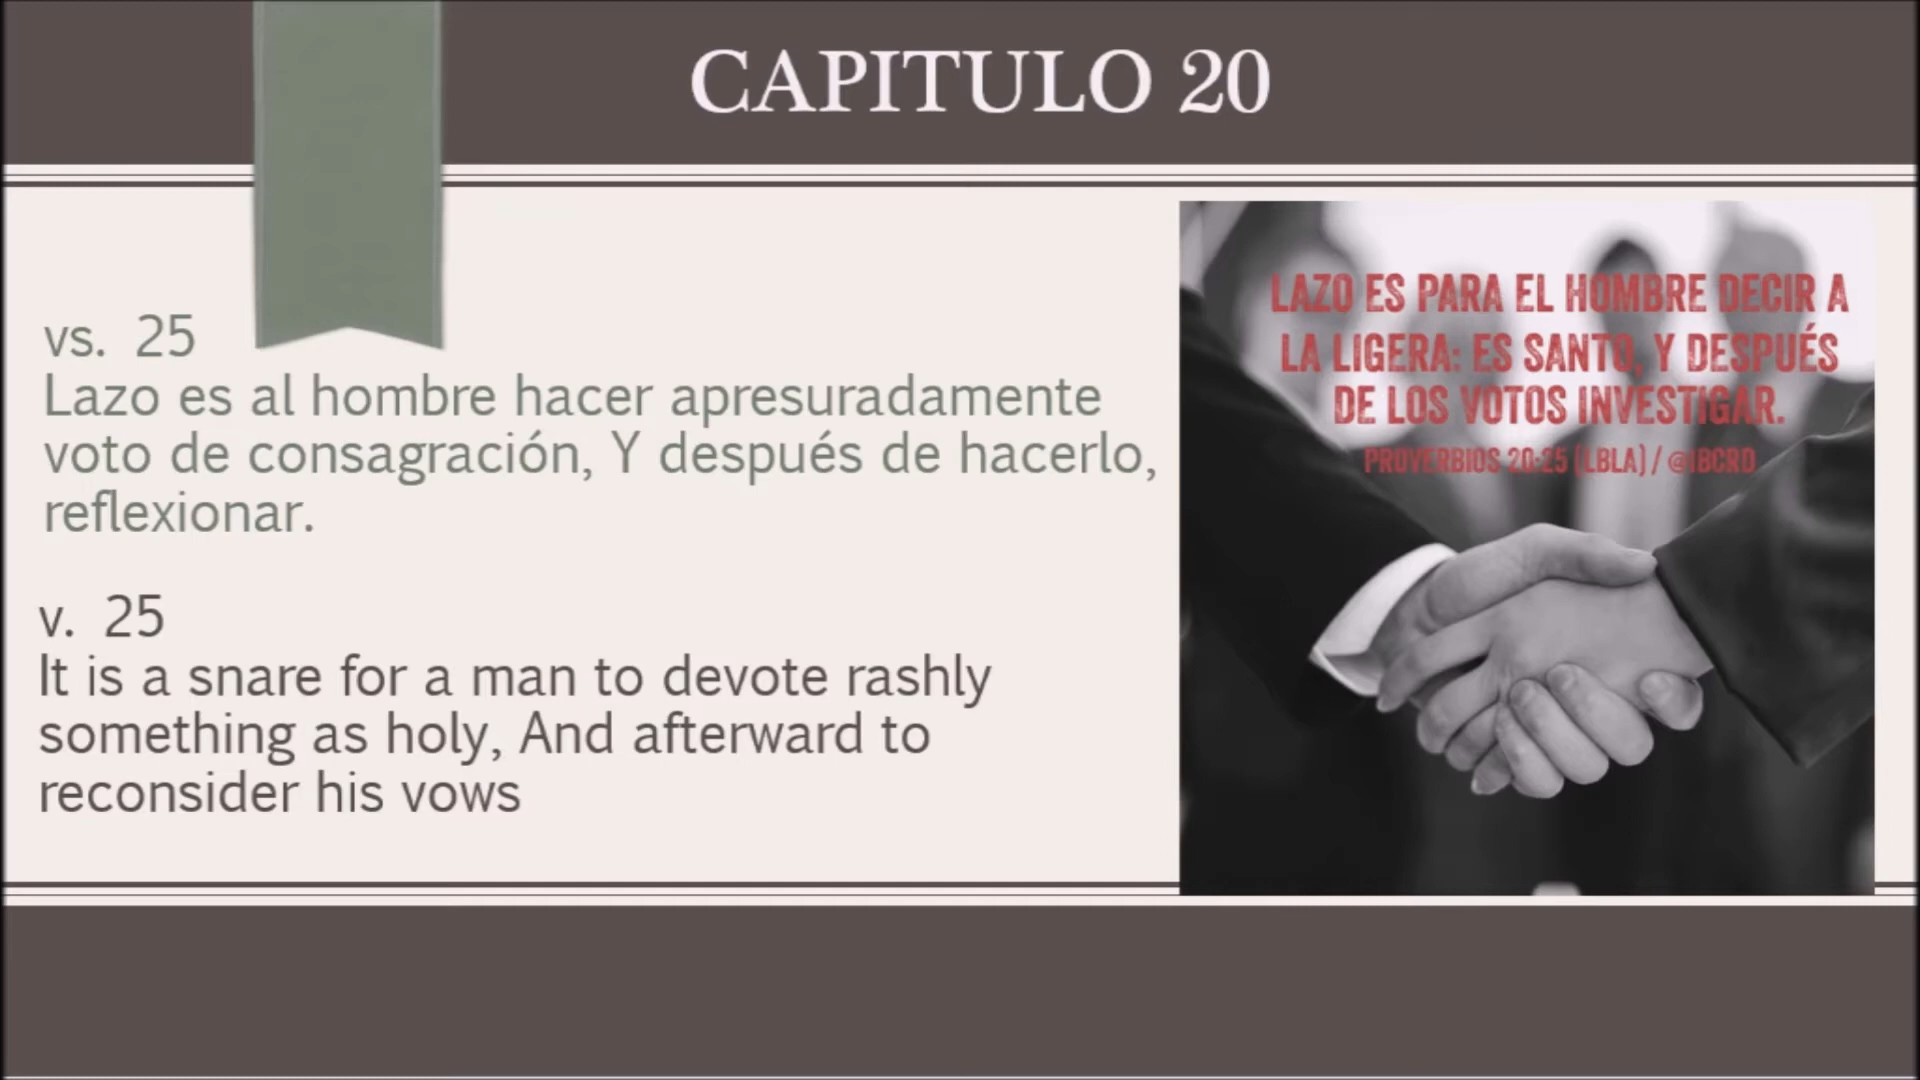 CAPITULO 20
vs. 25
Lazo es al hombre hacer apresuradamente
voto de consagración, Y después de hacerlo,
reflexionar.
v. 25
It is a snare for a man to devote rashly
something as holy, And afterward to
reconsider his vows
LAZO ES PARA EL HOMBRE DECIR A
LA LIGERA: ES SANTO, Y DESPUÉS
DE LOS VOTOS INVESTIGAR.
PROVERBIOS 20:25 (LBLA) / @IBCRD